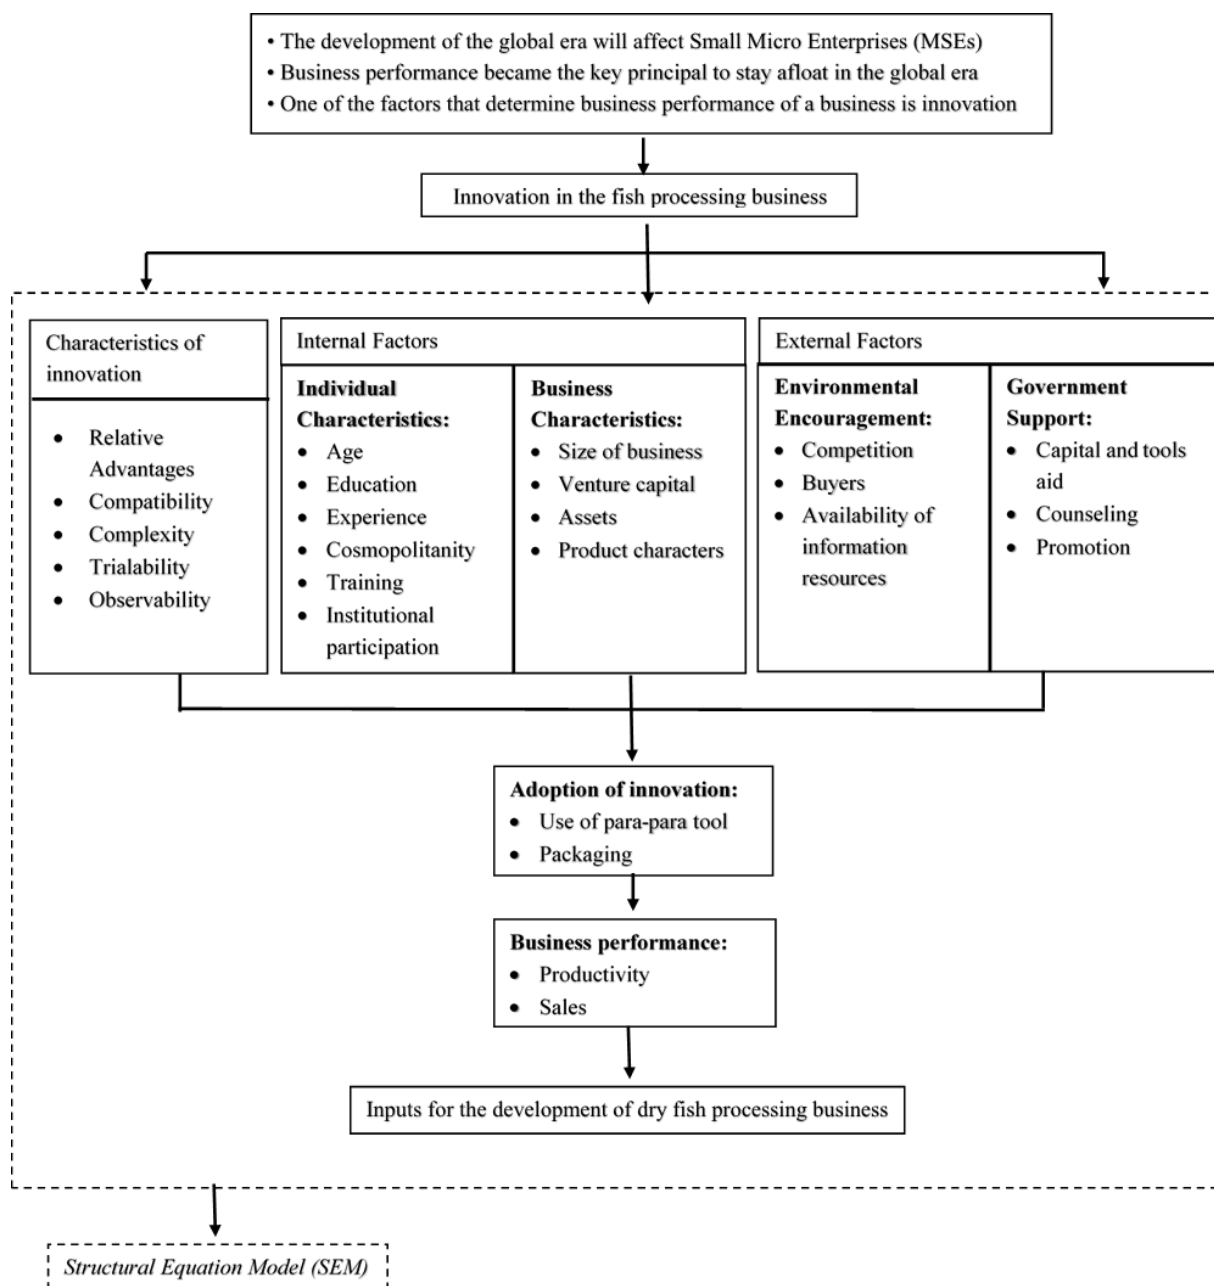 • The development of the global era will affect Small Micro Enterprises (MSEs)
• Business performance became the key principal to stay afloat in the global era
• One of the factors that determine business performance of a business is innovation
Innovation in the fish processing business
Characteristics of
innovation
• Relative
Advantages
• Compatibility
• Complexity
• Trialability
• Observability
Internal Factors
Individual
Characteristics:
• Age
• Education
• Experience
• Cosmopolitanity
• Training
• Institutional
participation
Business
Characteristics:
• Size of business
• Venture capital
• Assets
• Product characters
External Factors
Environmental
Encouragement:
• Competition
• Buyers
• Availability of
information
resources
Government
Support:
• Capital and tools
aid
• Counseling
• Promotion
Adoption of innovation:
• Use of para-para tool
• Packaging
Business performance:
• Productivity
• Sales
Inputs for the development of dry fish processing business
Structural Equation Model (SEM)